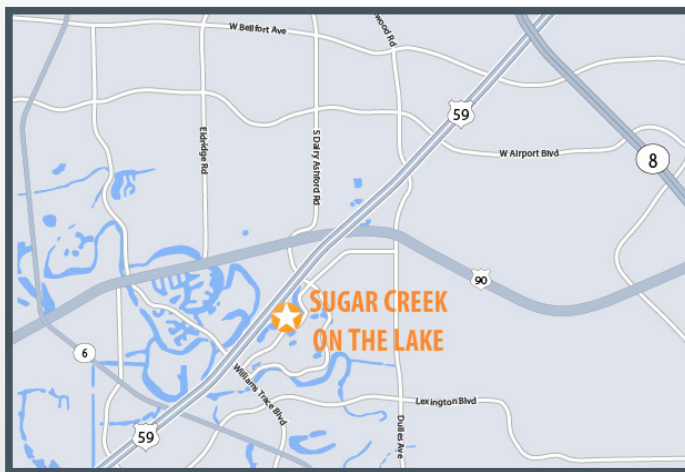 W Bellfort Ave
wood Rd
59
Eldridge Rd
S Dairy Ashford Rd
W Airport Blvd
8
90
SUGAR CREEK
ON THE LAKE
6
Williams Trace Blvd
Lexington Blvd
Dulles Ave
59